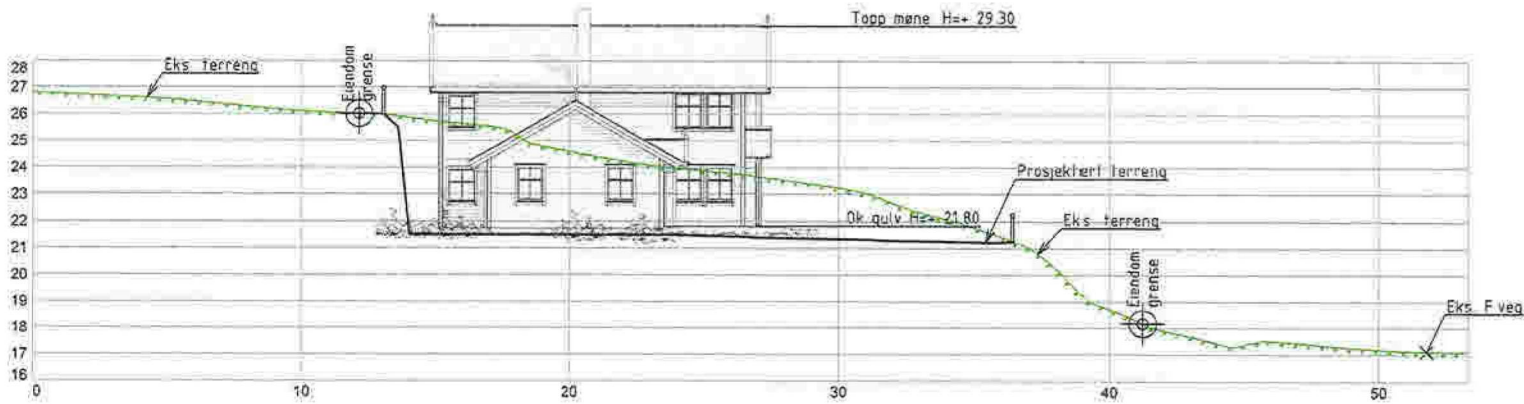 Topp møne H=+ 29.30
Eks terreng
Eiendom
grense
28
27
26
25
24
23
22
21
20
19
18
17
16
Prosjektert terreng
Ok gulv H=+ 21.80
Eks terreng
Eiendom
grense
Eks. F.veg
0
10
20
30
40
50